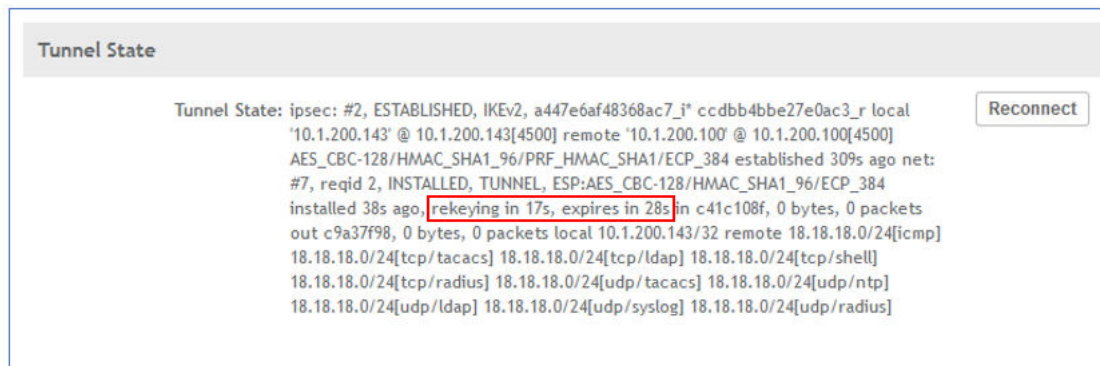 Tunnel State
Tunnel State: ipsec: #2, ESTABLISHED, IKEv2, a447e6af48368ac7_i* ccdbb4bbe27e0ac3_r local
'10.1.200.143' @ 10.1.200.143[4500] remote '10.1.200.100' @ 10.1.200.100[4500]
AES_CBC-128/HMAC_SHA1_96/PRF_HMAC_SHA1/ECP_384 established 309s ago net:
#7, reqid 2, INSTALLED, TUNNEL, ESP:AES_CBC-128/HMAC_SHA1_96/ECP_384
installed 38s ago, rekeying in 17s, expires in 28s in c41c108f, 0 bytes, 0 packets
out c9a37f98, 0 bytes, 0 packets local 10.1.200.143/32 remote 18.18.18.0/24[icmp]
18.18.18.0/24[tcp/tacacs] 18.18.18.0/24[tcp/ldap] 18.18.18.0/24[tcp/shell]
18.18.18.0/24[tcp/radius] 18.18.18.0/24[udp/tacacs] 18.18.18.0/24[udp/ntp]
18.18.18.0/24[udp/ldap] 18.18.18.0/24[udp/syslog] 18.18.18.0/24[udp/radius]
Reconnect